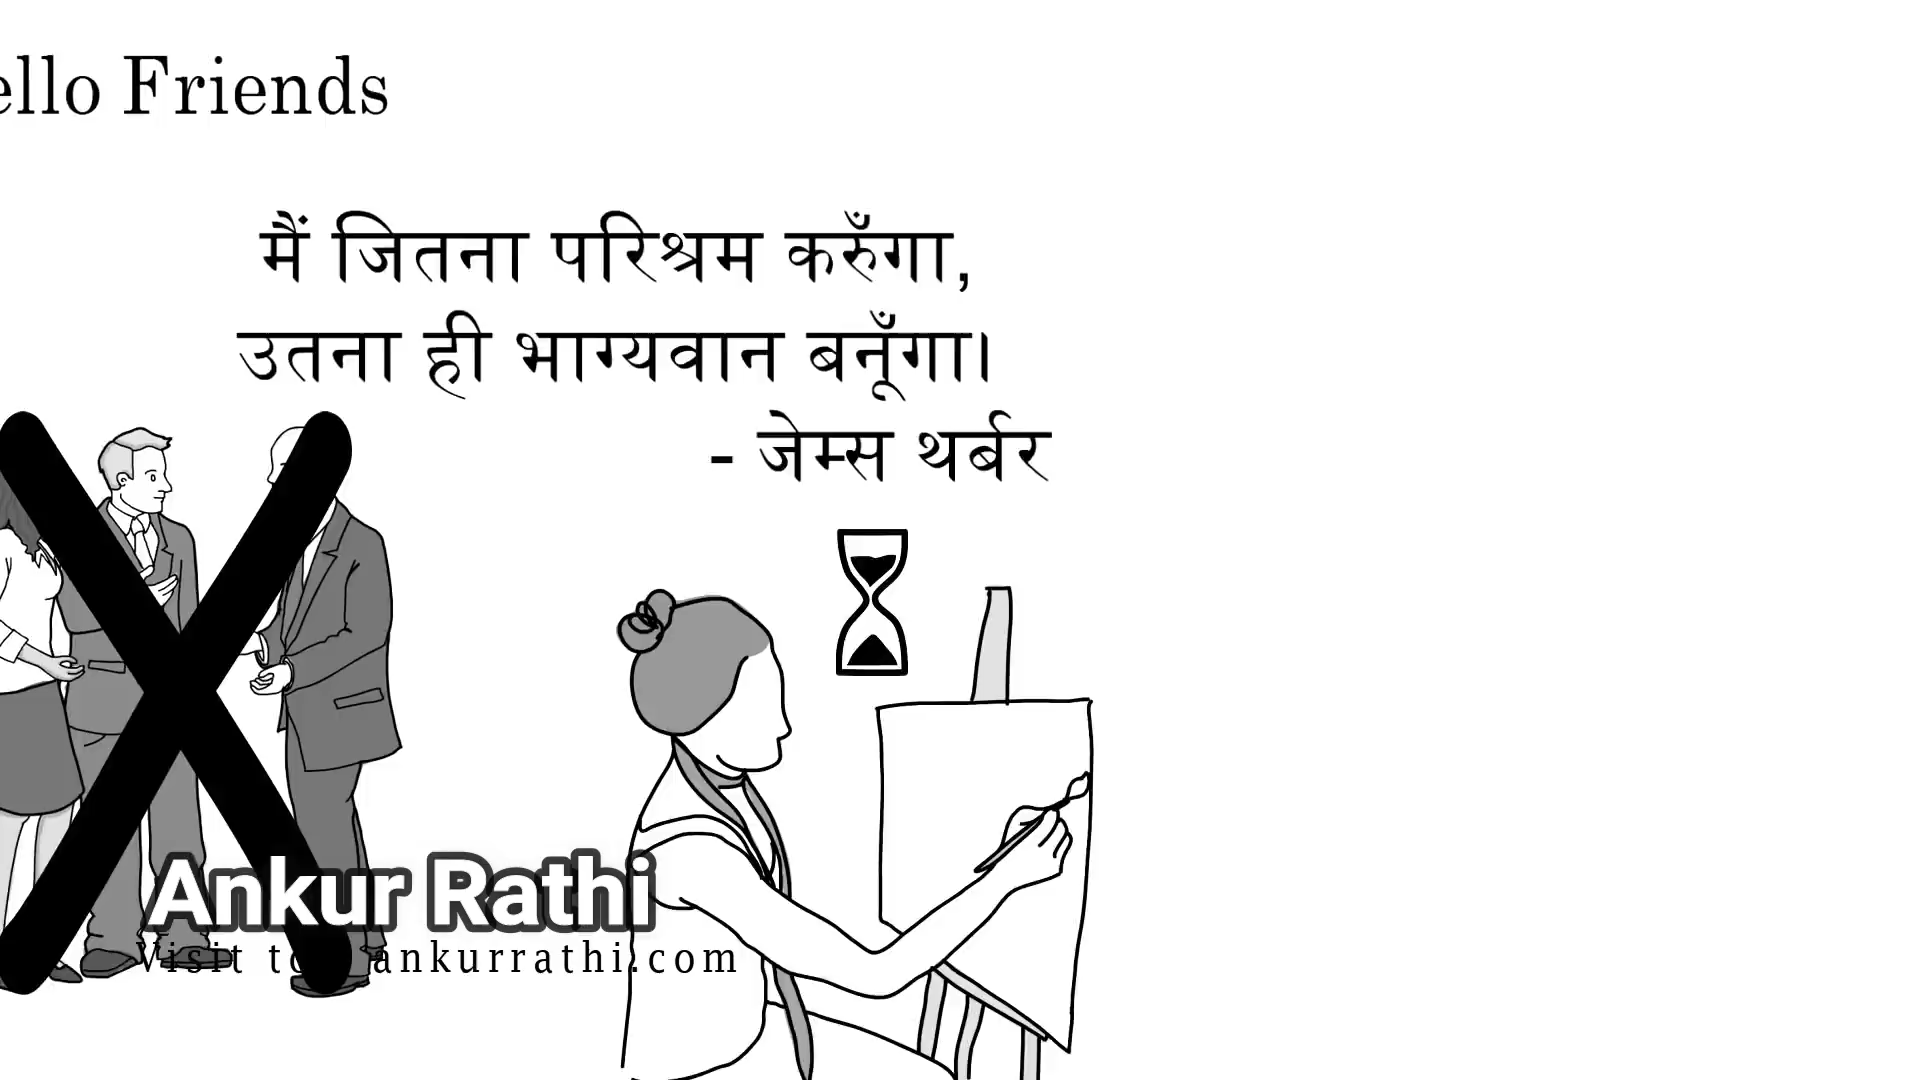 ello Friends
मैं जितना परिश्रम करुँगा,
उतना ही भाग्यवान बनूँगा।
- जेम्स थर्बर
Ankur Rathi
Visit to ankurrathi.com